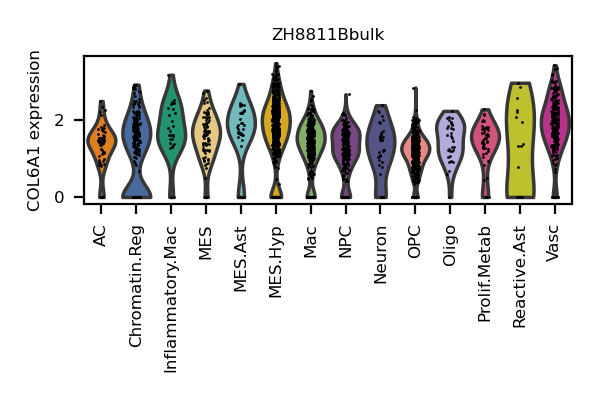 ZH8811Bbulk
COL6A1 expression
2
0
AC
Chromatin.Reg
Inflammatory.Mac
MES
MES.Ast
MES.Hyp
Mac
NPC
Neuron
OPC
Oligo
Prolif.Metab
Reactive.Ast
Vasc